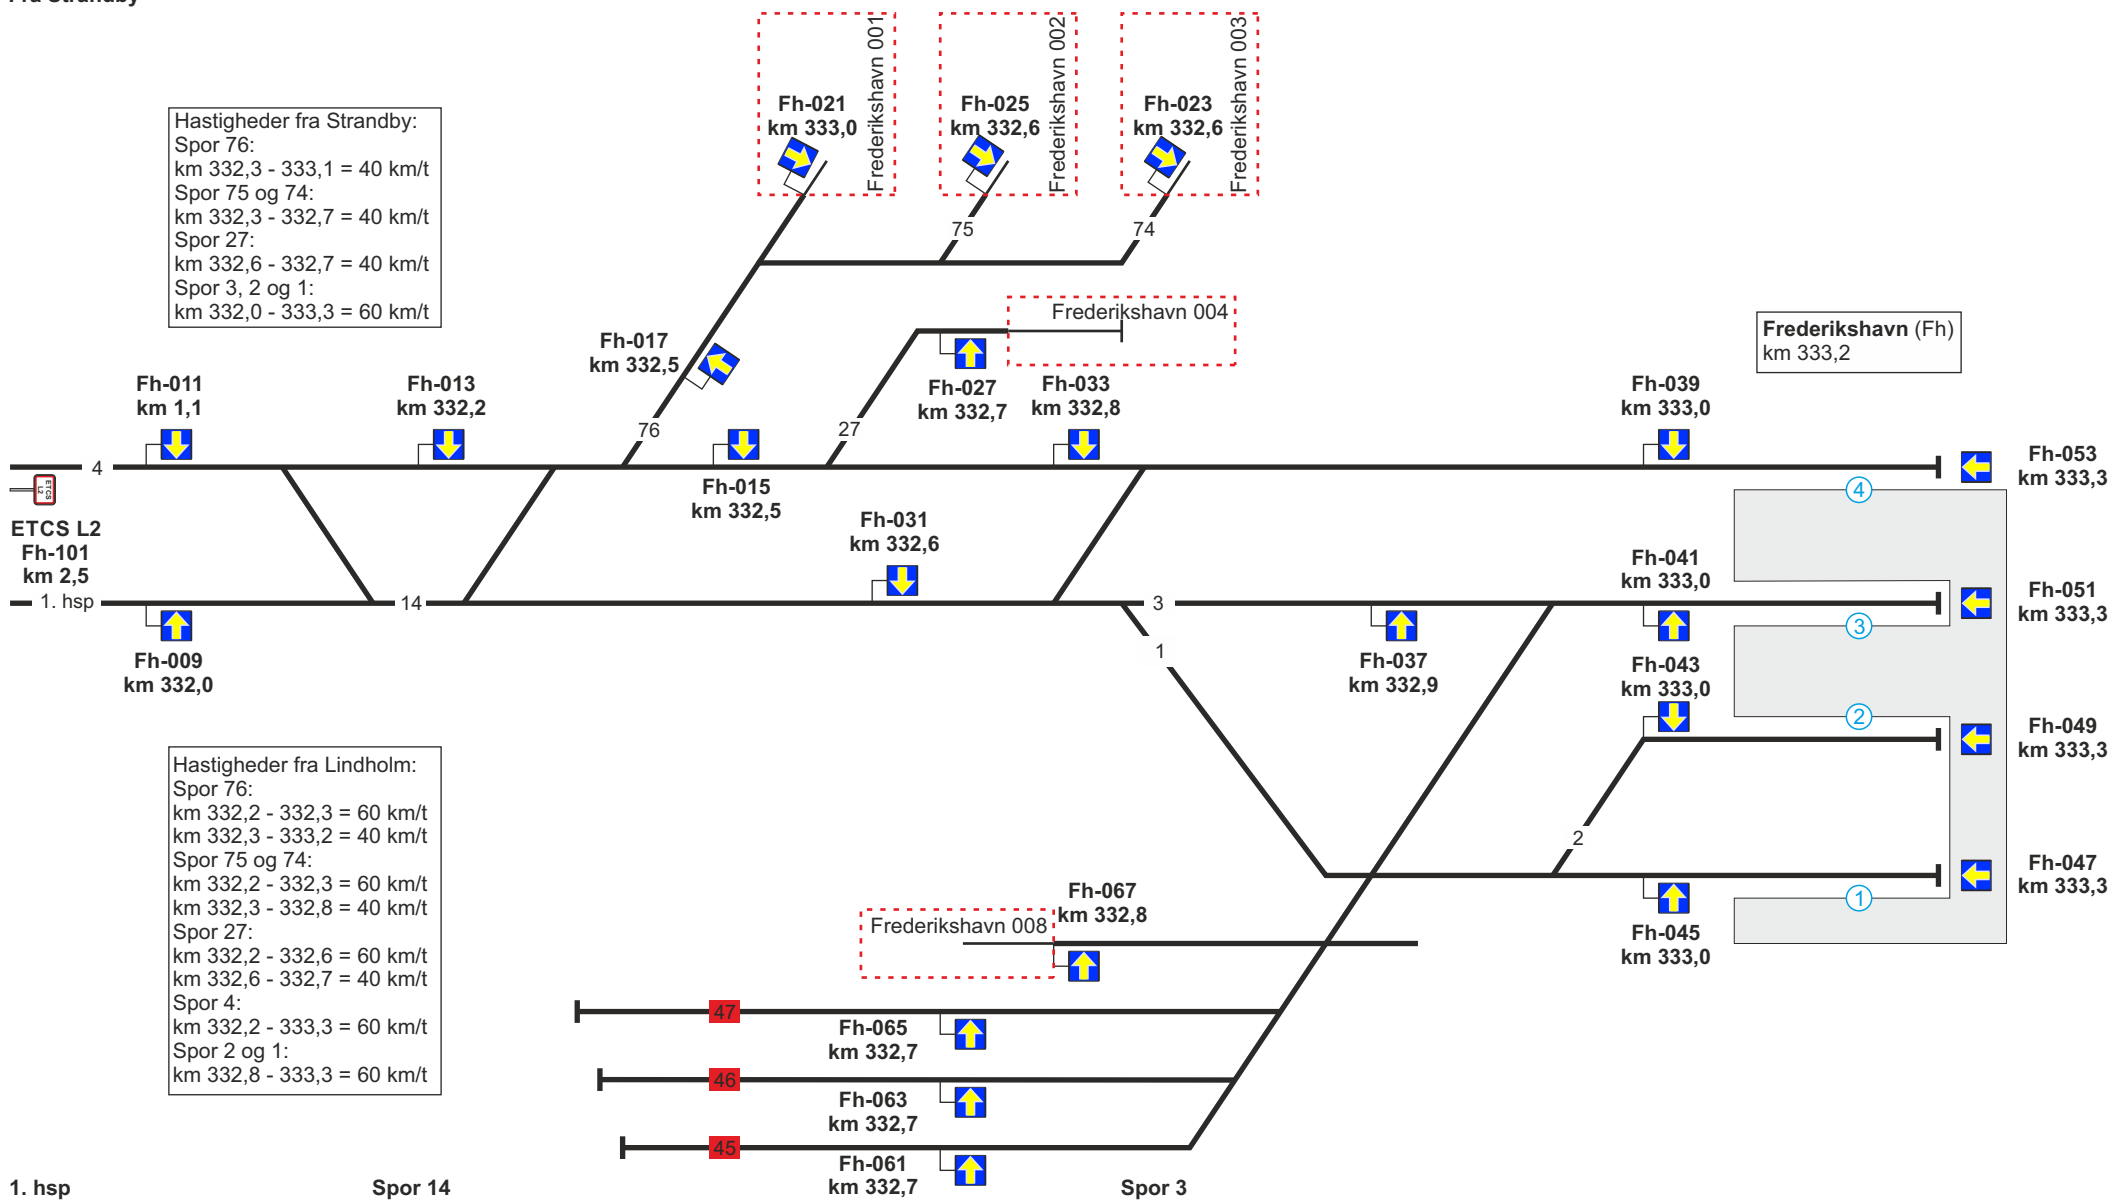 Fra Strandby
Hastigheder fra Strandby:
Spor 76:
km 332,3 - 333,1 = 40 km/t
Spor 75 og 74:
km 332,3 - 332,7 = 40 km/t
Spor 27:
km 332,6 - 332,7 = 40 km/t
Spor 3, 2 og 1:
km 332,0 - 333,3 = 60 km/t
Fh-021
km 333,0
Frederikshavn 001
Fh-025
km 332,6
Frederikshavn 002
Fh-023
km 332,6
Frederikshavn 003
75
74
Frederikshavn 004
Fh-017
km 332,5
Fh-027
km 332,7
Fh-033
km 332,8
Frederikshavn (Fh)
km 333,2
Fh-011
km 1,1
Fh-013
km 332,2
76
27
Fh-039
km 333,0
4
Fh-053
km 333,3
ETCS
L2
Fh-015
km 332,5
4
ETCS L2
Fh-101
km 2,5
Fh-031
km 332,6
Fh-041
km 333,0
1. hsp
14
3
Fh-051
km 333,3
3
Fh-009
km 332,0
1
Fh-037
km 332,9
Fh-043
km 333,0
2
Fh-049
km 333,3
Hastigheder fra Lindholm:
Spor 76:
km 332,2 - 332,3 = 60 km/t
km 332,3 - 333,2 = 40 km/t
Spor 75 og 74:
km 332,2 - 332,3 = 60 km/t
km 332,3 - 332,8 = 40 km/t
Spor 27:
km 332,2 - 332,6 = 60 km/t
km 332,6 - 332,7 = 40 km/t
Spor 4:
km 332,2 - 333,3 = 60 km/t
Spor 2 og 1:
km 332,8 - 333,3 = 60 km/t
2
Fh-047
km 333,3
1
Fh-067
km 332,8
Frederikshavn 008
Fh-045
km 333,0
47
Fh-065
km 332,7
46
Fh-063
km 332,7
45
Fh-061
km 332,7
1. hsp
Spor 14
Spor 3